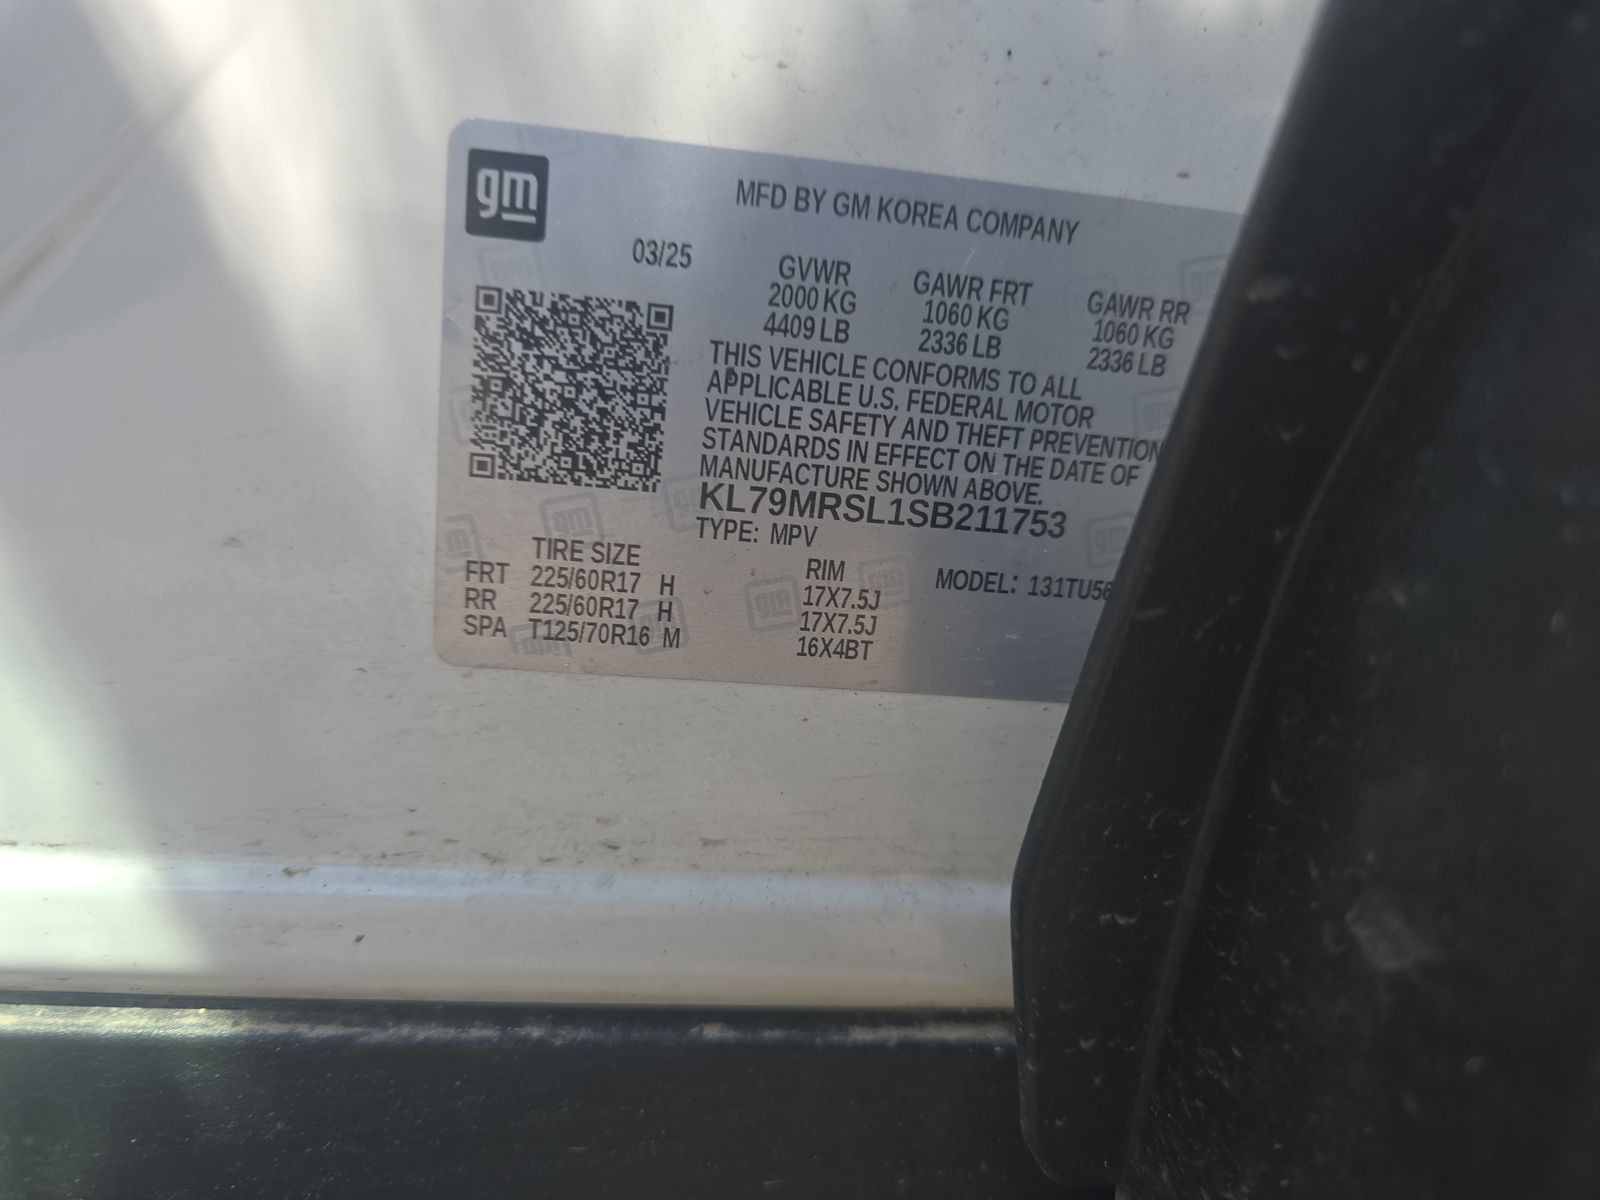 gm
MFD BY GM KOREA COMPANY
03/25
GVWR GAWR FRT GAWR RR
2000 KG 1060 KG 1060 KG
4409 LB 2336 LB 2336 LB
THIS VEHICLE CONFORMS TO ALL
APPLICABLE U.S. FEDERAL MOTOR
VEHICLE SAFETY AND THEFT PREVENTION
STANDARDS IN EFFECT ON THE DATE OF
MANUFACTURE SHOWN ABOVE.
KL79MRSL1SB211753
TYPE: MPV
TIRE SIZE RIM MODEL: 131TU56
FRT 225/60R17 H 17X7.5J
RR 225/60R17 H 17X7.5J
SPA T125/70R16 M 16X4BT